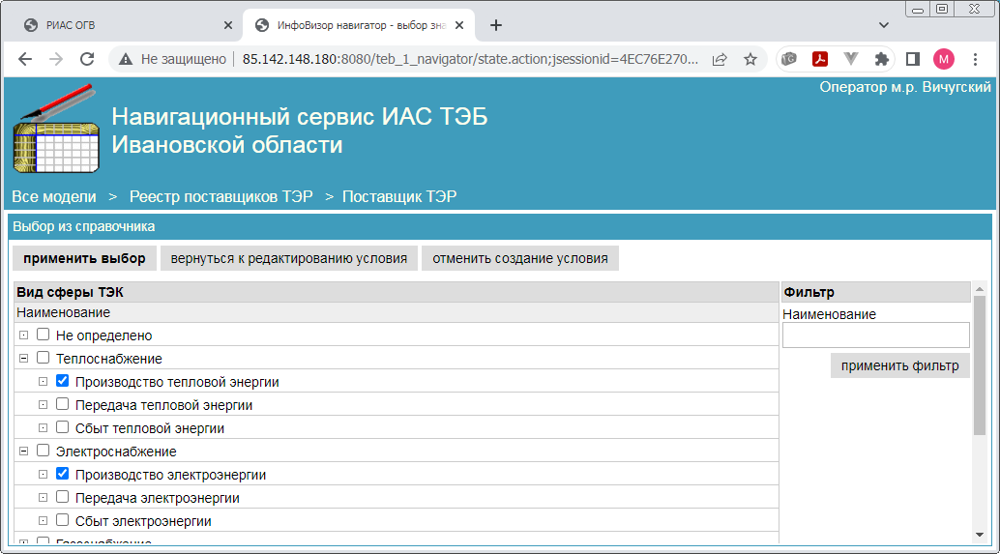 РИАС ОГВ
ИнфоВизор навигатор - выбор зна
Не защищено
85.142.148.180:8080/teb_1_navigator/state.action;jsessionid=4EC76E270...
M
Оператор м.р. Вичугский
Навигационный сервис ИАС ТЭБ
Ивановской области
Все модели > Реестр поставщиков ТЭР > Поставщик ТЭР
Выбор из справочника
применить выбор вернуться к редактированию условия отменить создание условия
Вид сферы ТЭК
Наименование
Не определено
Теплоснабжение
Производство тепловой энергии
Передача тепловой энергии
Сбыт тепловой энергии
Электроснабжение
Производство электроэнергии
Передача электроэнергии
Сбыт электроэнергии
Газоснабжение
Фильтр
Наименование
применить фильтр